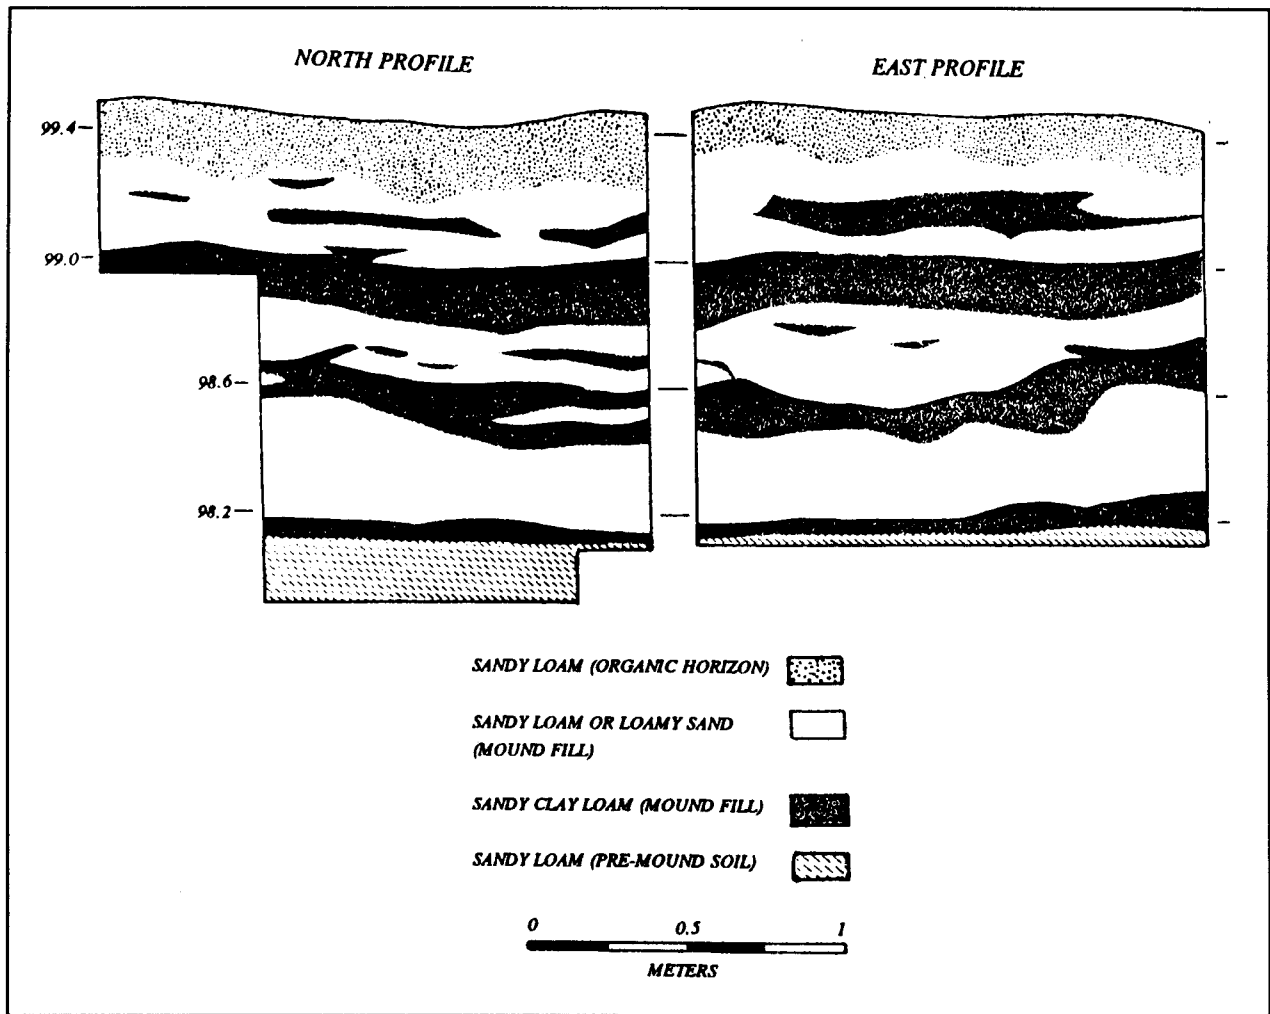 NORTH PROFILE
EAST PROFILE
99.4
99.0
98.6
98.2
SANDY LOAM (ORGANIC HORIZON)
SANDY LOAM OR LOAMY SAND
(MOUND FILL)
SANDY CLAY LOAM (MOUND FILL)
SANDY LOAM (PRE-MOUND SOIL)
0 0.5 1
METERS